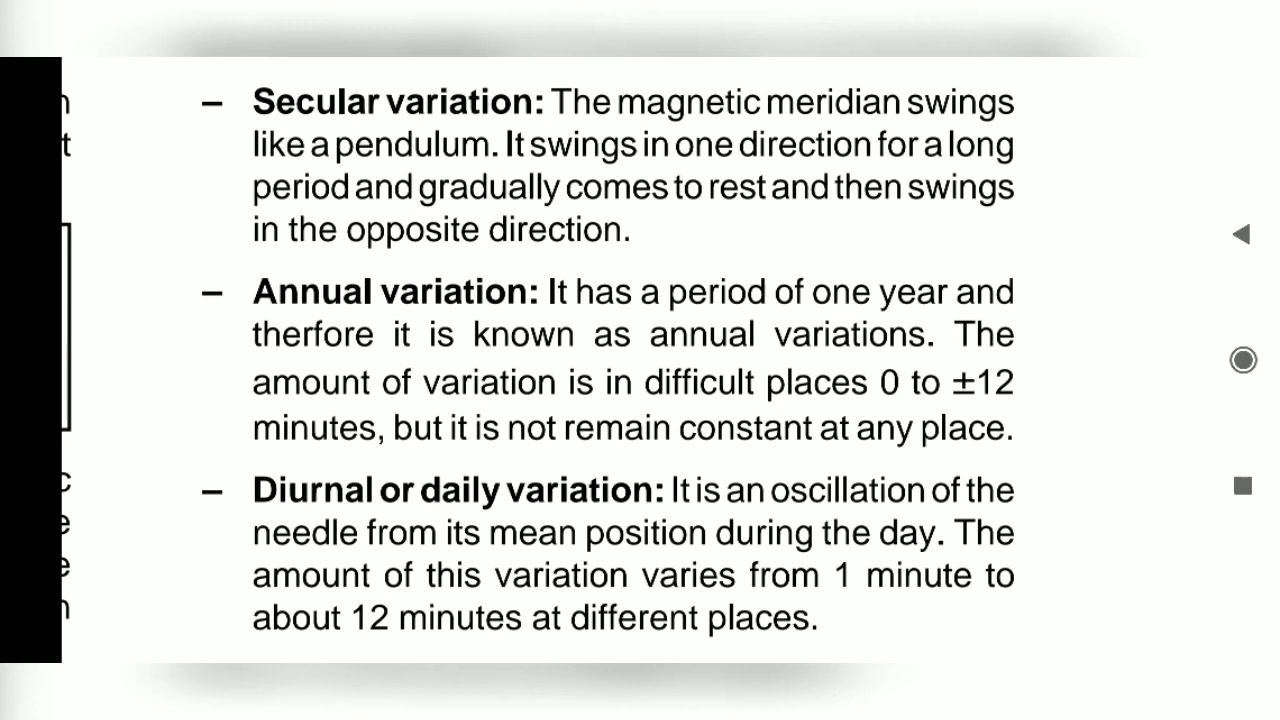 – Secular variation: The magnetic meridian swings
like a pendulum. It swings in one direction for a long
period and gradually comes to rest and then swings
in the opposite direction.
– Annual variation: It has a period of one year and
therfore it is known as annual variations. The
amount of variation is in difficult places 0 to ±12
minutes, but it is not remain constant at any place.
– Diurnal or daily variation: It is an oscillation of the
needle from its mean position during the day. The
amount of this variation varies from 1 minute to
about 12 minutes at different places.